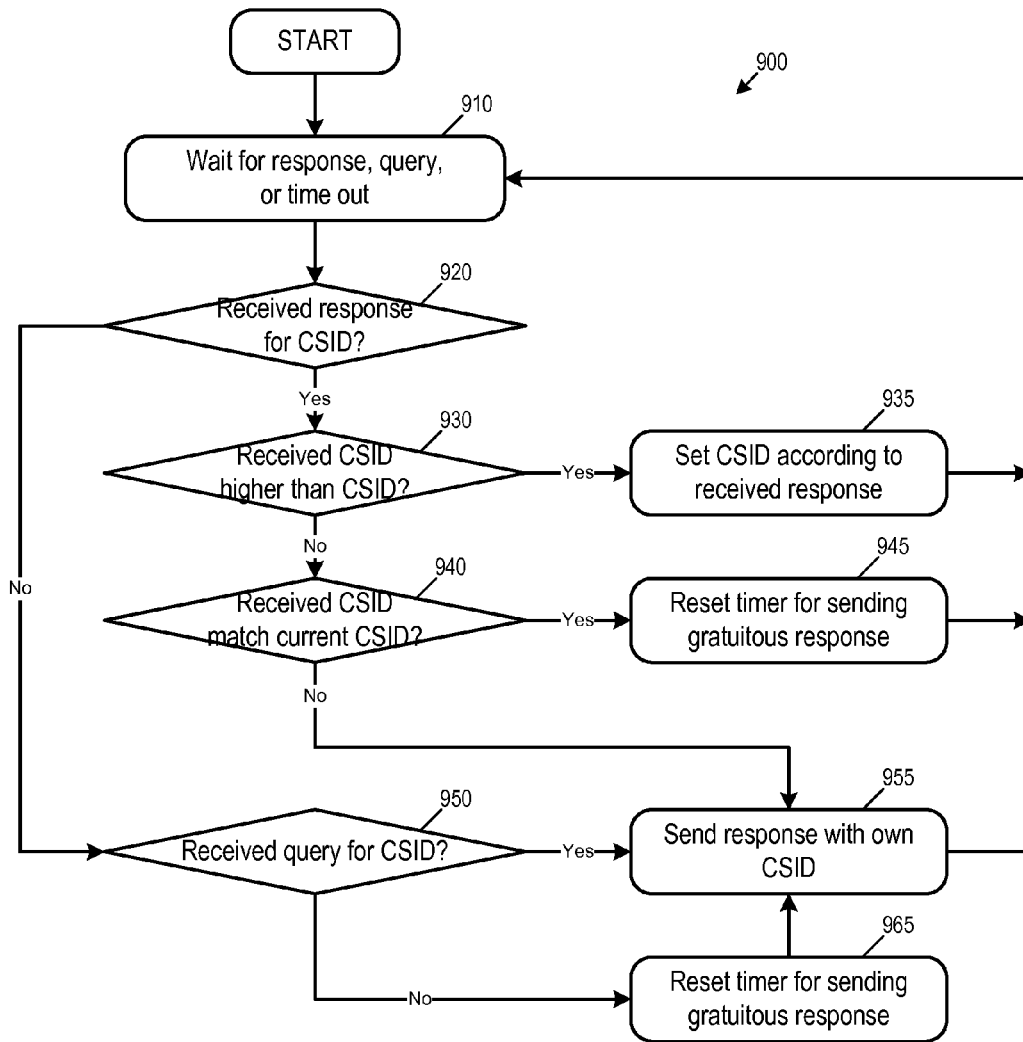 START
900
910
Wait for response, query,
or time out
920
Received response
for CSID?
Yes
930
Received CSID
higher than CSID?
Yes
935
Set CSID according to
received response
No
No
940
Received CSID
match current CSID?
Yes
945
Reset timer for sending
gratuitous response
No
950
Received query for CSID?
Yes
955
Send response with own
CSID
No
965
Reset timer for sending
gratuitous response